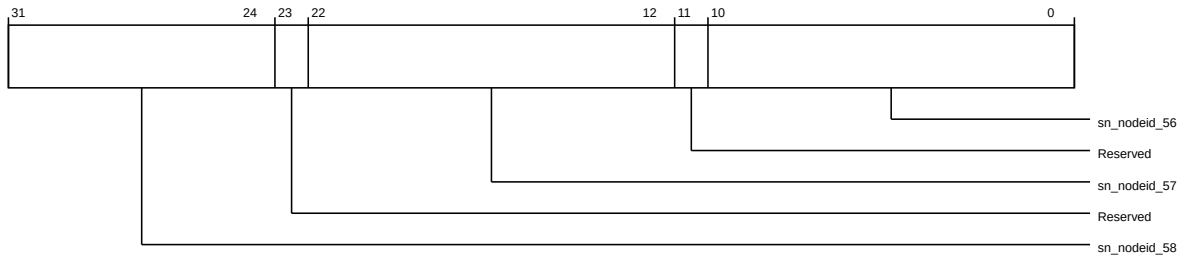 31 24 23 22 12 11 10 0
sn_nodeid_56
Reserved
sn_nodeid_57
Reserved
sn_nodeid_58